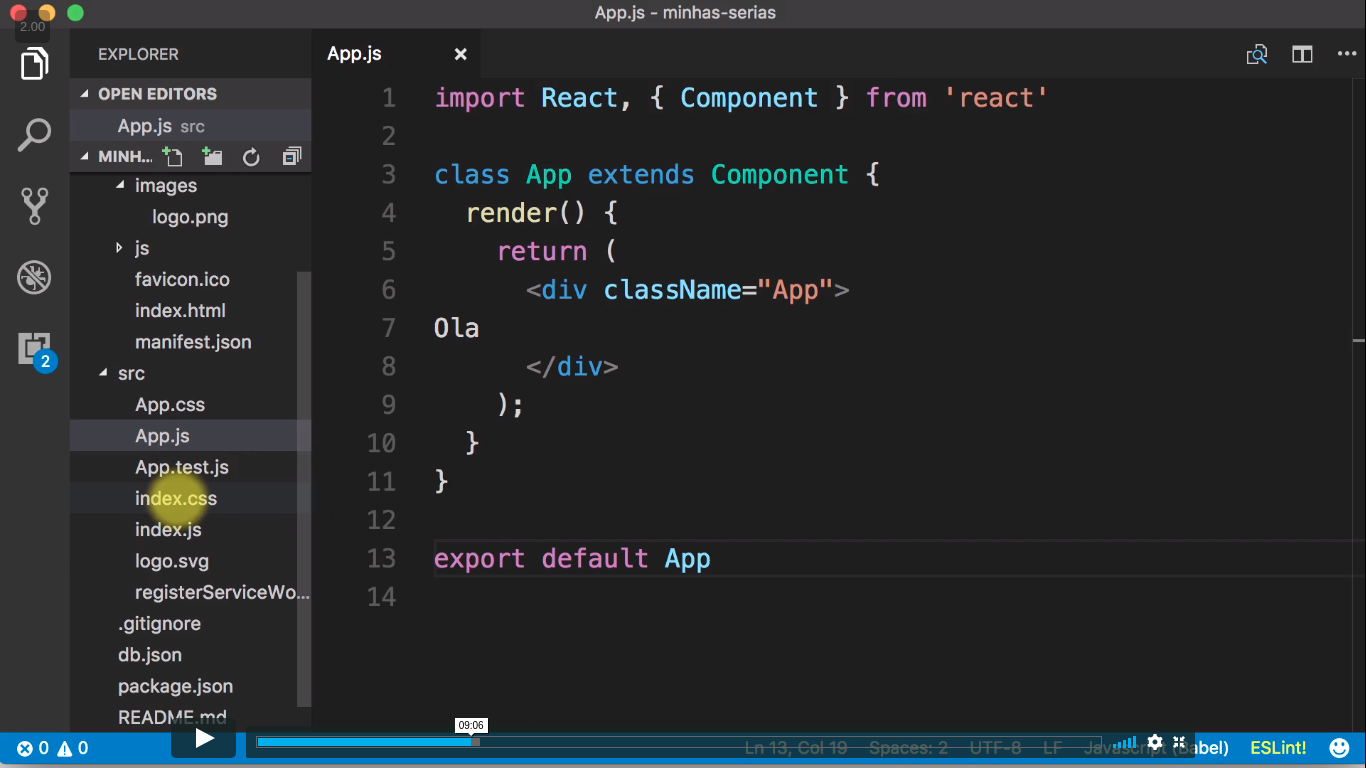 App.js - minhas-serias
2.00
EXPLORER
OPEN EDITORS
App.js src
MINH...
images
logo.png
js
favicon.ico
index.html
manifest.json
src
App.css
App.js
App.test.js
index.css
index.js
logo.svg
registerServiceWo...
.gitignore
db.json
package.json
README.md
2
App.js
1 import React, { Component } from 'react'
2
3 class App extends Component {
4 render() {
5 return (
6 <div className="App">
7 Ola
8 </div>
9 );
10 }
11 }
12
13 export default App
14
09:06
0 0
Ln 13, Col 19 Spaces: 2 UTF-8 LF Javascript (Babel) ESLint!